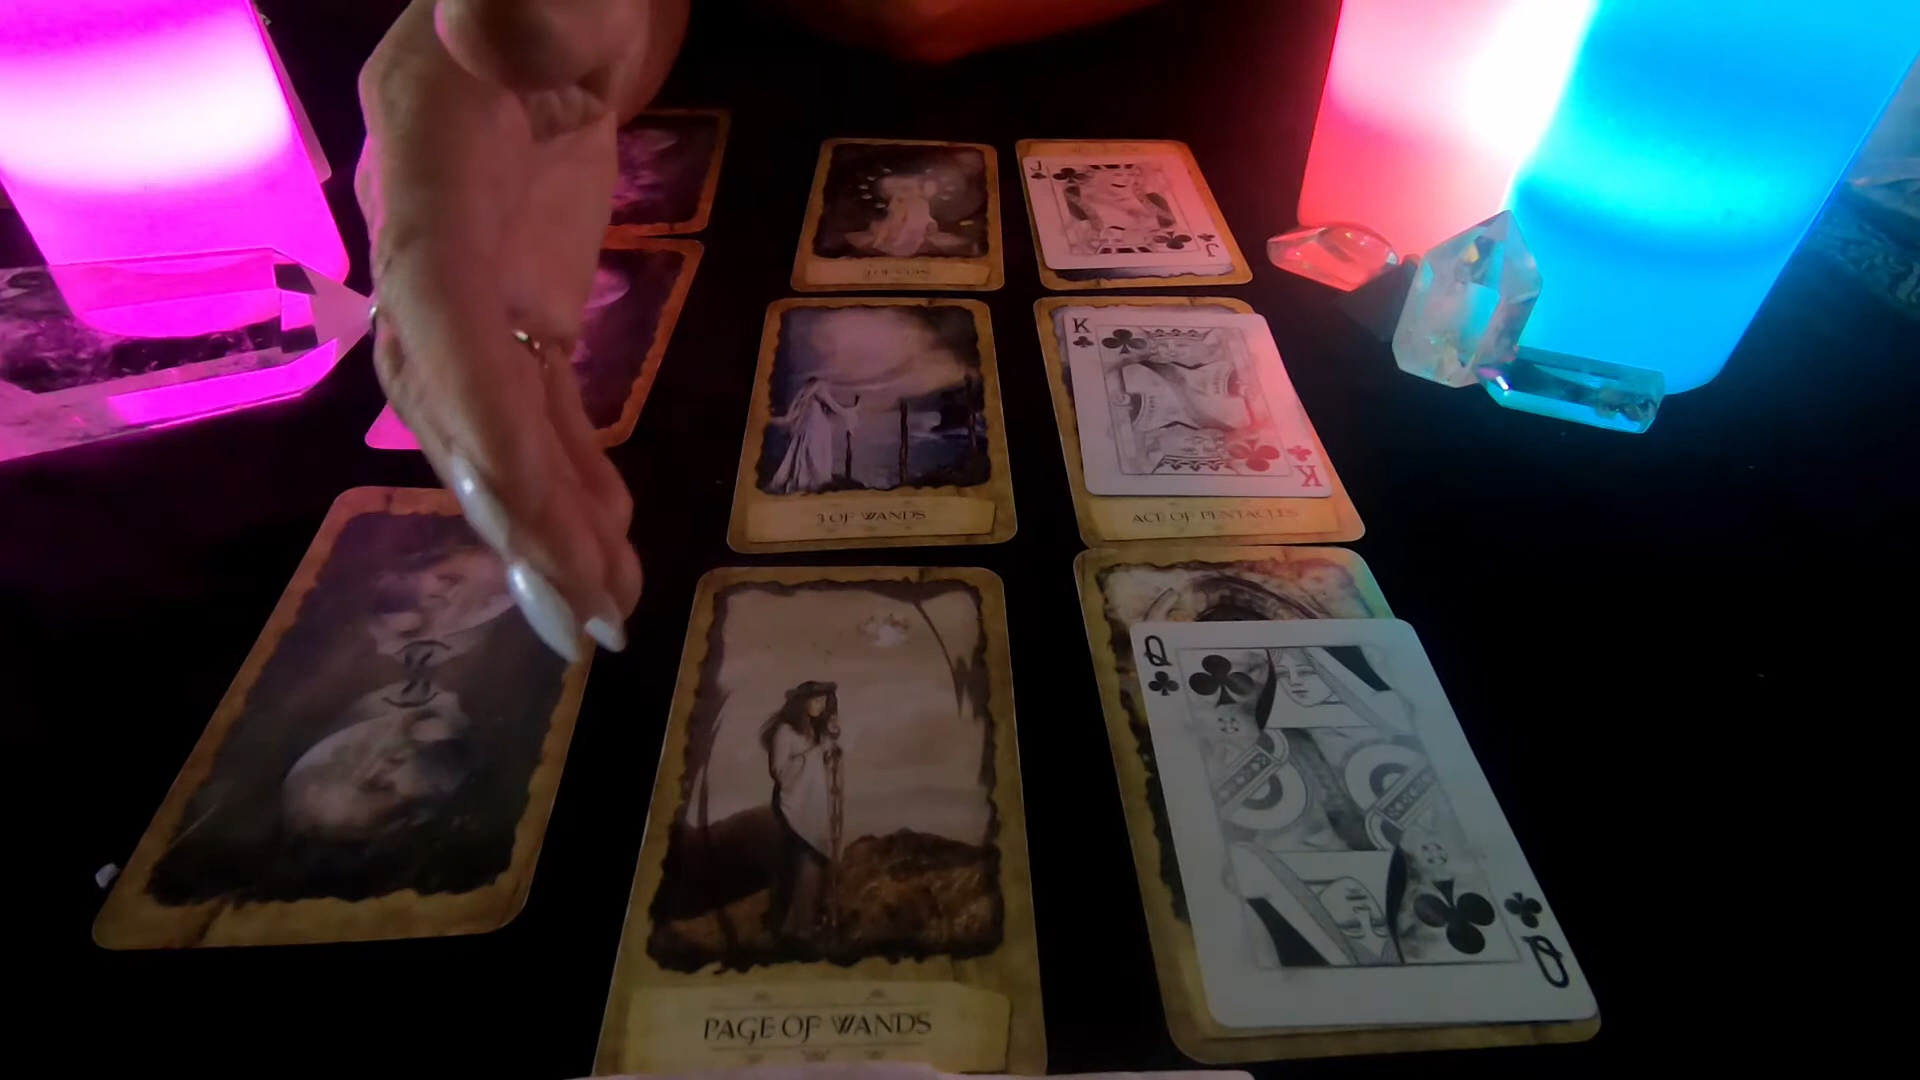 J
J
K
3 OF WANDS
K
ACE OF PENTACLES
Q
Q
PAGE OF WANDS